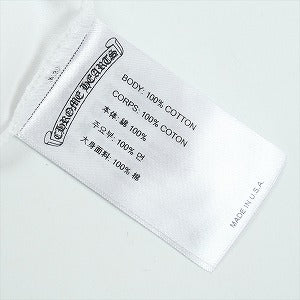 CHROME HEARTS
BODY: 100% COTTON
CORPS: 100% COTON
本体: 綿 100%
주요부: 100% 면
大身面料: 100% 棉
MADE IN U.S.A.